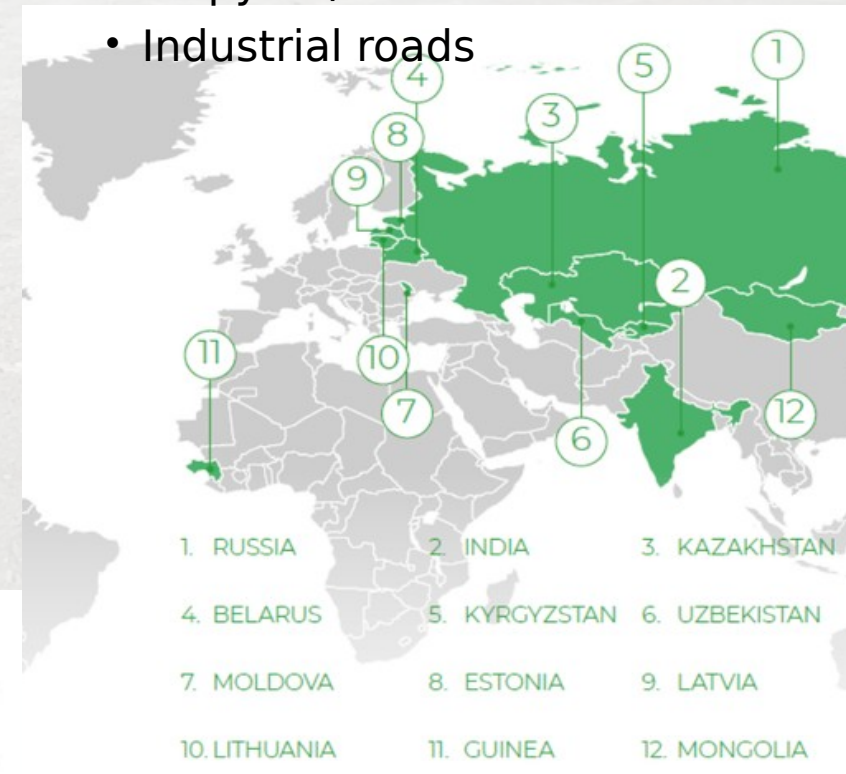 • Industrial roads
4
5
1
3
8
9
2
11
10
7
12
6
1. RUSSIA
2. INDIA
3. KAZAKHSTAN
4. BELARUS
5. KYRGYZSTAN
6. UZBEKISTAN
7. MOLDOVA
8. ESTONIA
9. LATVIA
10. LITHUANIA
11. GUINEA
12. MONGOLIA